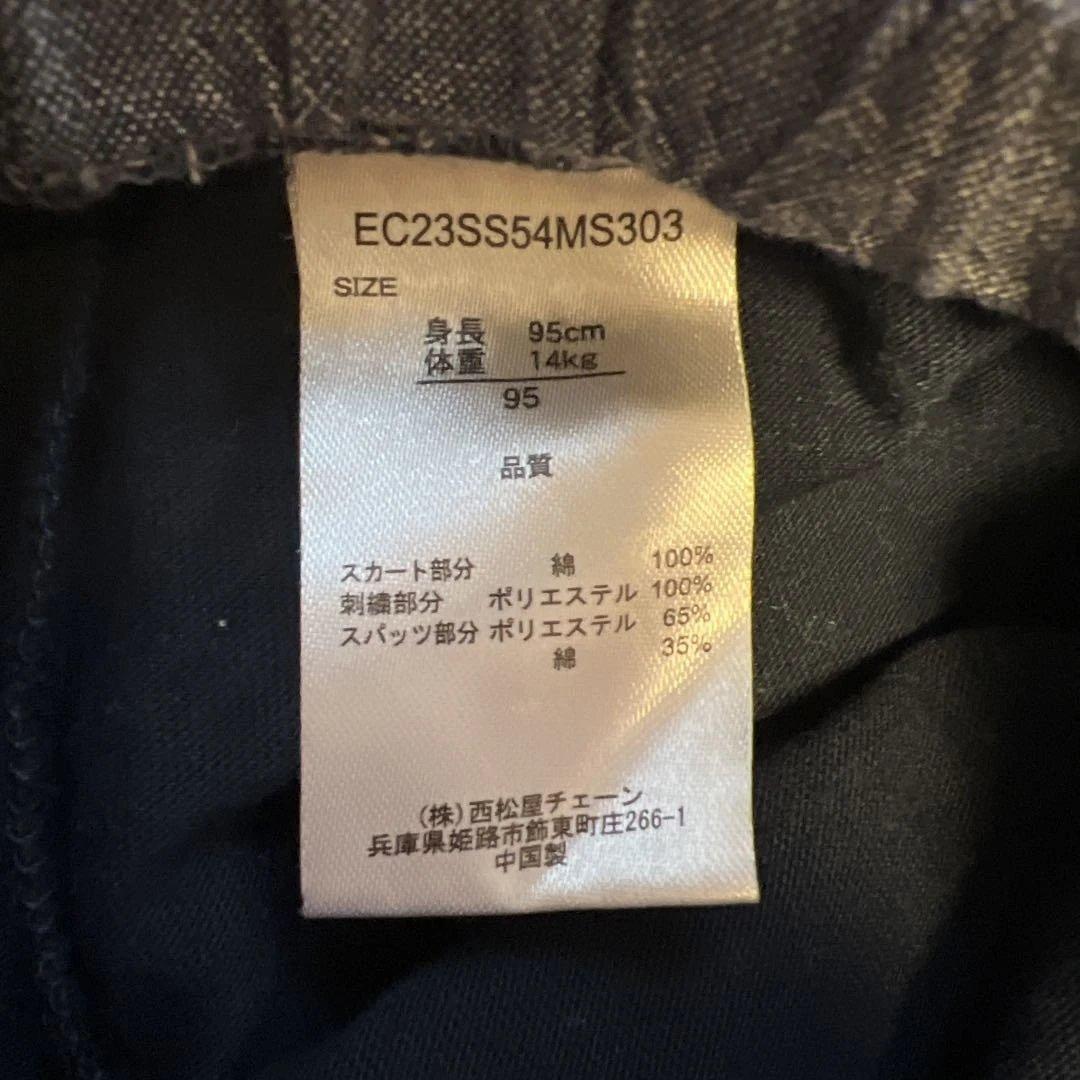 EC23SS54MS303
SIZE
身長 95cm
体重 14kg
95
品質
スカート部分 綿 100%
刺繍部分 ポリエステル 100%
スパッツ部分 ポリエステル 65%
綿 35%
(株)西松屋チェーン
兵庫県姫路市飾東町庄266-1
中国製